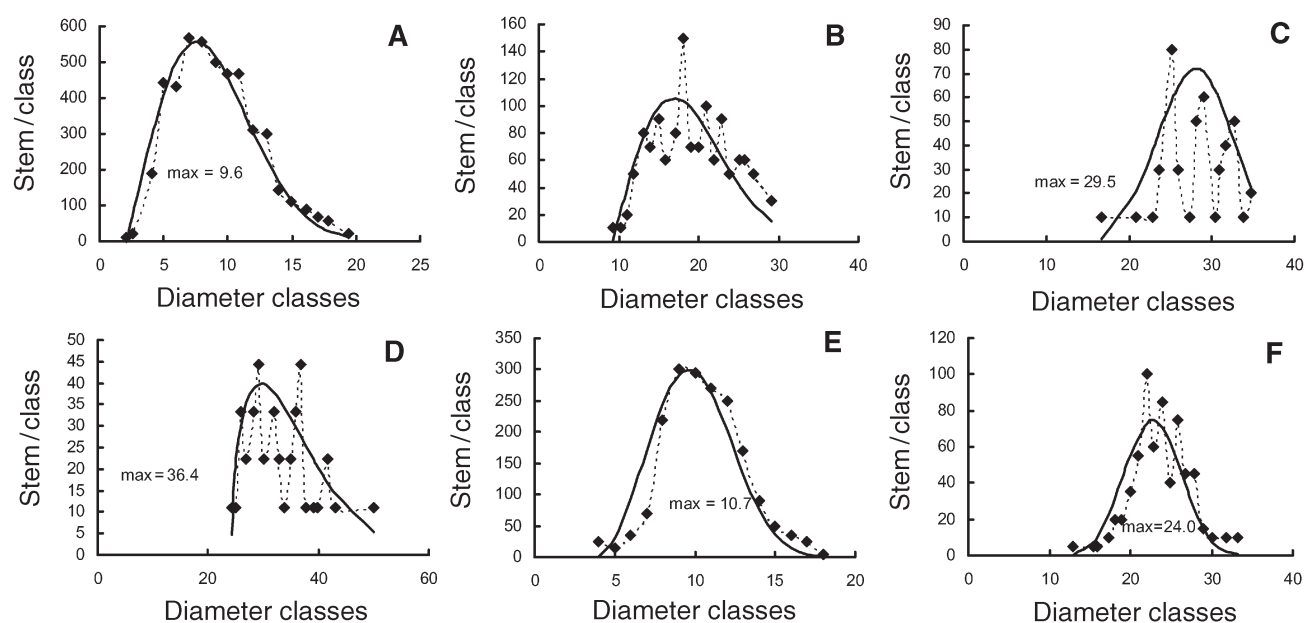 A
Stem/class
600
500
400
300
200
100
0
max = 9.6
0 5 10 15 20 25
Diameter classes
B
Stem/class
160
140
120
100
80
60
40
20
0
0 10 20 30 40
Diameter classes
C
Stem/class
90
80
70
60
50
40
30
20
10
0
max = 29.5
0 10 20 30 40
Diameter classes
D
Stem/class
50
45
40
35
30
25
20
15
10
5
0
max = 36.4
0 20 40 60
Diameter classes
E
Stem/class
350
300
250
200
150
100
50
0
max = 10.7
0 5 10 15 20
Diameter classes
F
Stem/class
120
100
80
60
40
20
0
max=24.0
0 10 20 30 40
Diameter classes